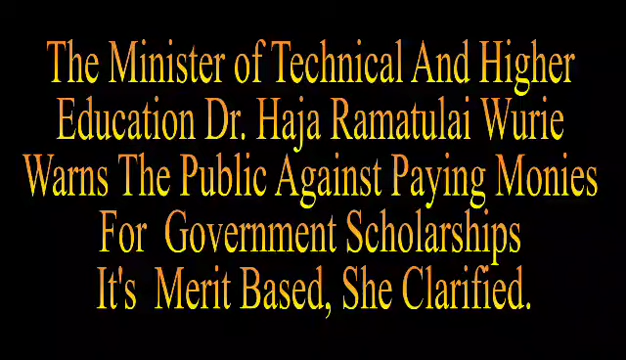 The Minister of Technical And Higher
Education Dr. Haja Ramatulai Wurie
Warns The Public Against Paying Monies
For Government Scholarships
It's Merit Based, She Clarified.